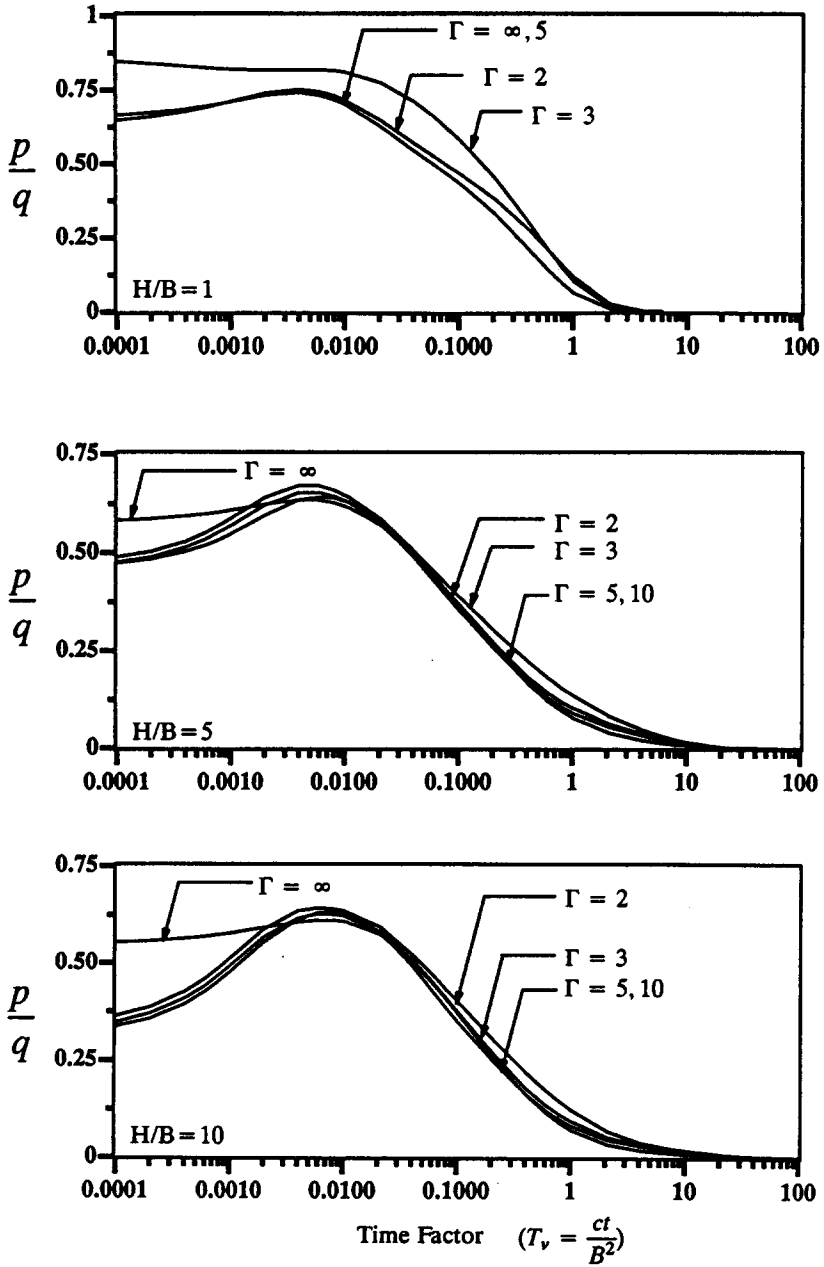 1
Γ = ∞, 5
0.75
Γ = 2
Γ = 3
p/q
0.50
0.25
H/B=1
0
0.0001 0.0010 0.0100 0.1000 1 10 100
0.75
Γ = ∞
Γ = 2
0.50
Γ = 3
Γ = 5, 10
p/q
0.25
H/B=5
0
0.0001 0.0010 0.0100 0.1000 1 10 100
0.75
Γ = ∞
Γ = 2
0.50
Γ = 3
Γ = 5, 10
p/q
0.25
H/B=10
0
0.0001 0.0010 0.0100 0.1000 1 10 100
Time Factor (T_v = ct/B²)